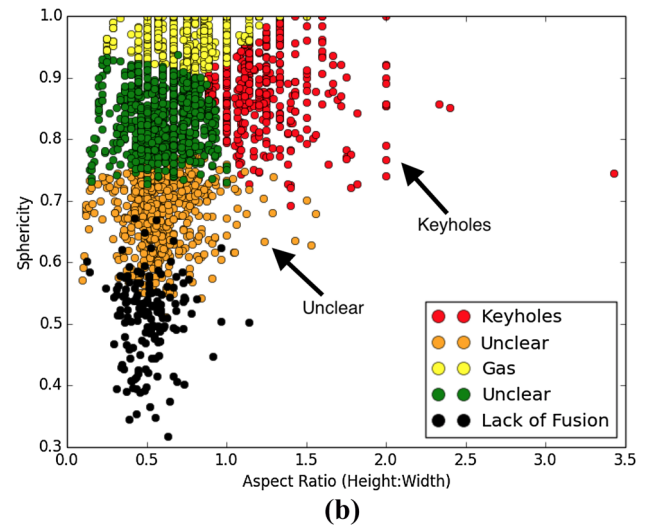 1.0
0.9
0.8
0.7
0.6
0.5
0.4
0.3
Sphericity
Keyholes
Unclear
Keyholes
Unclear
Gas
Unclear
Lack of Fusion
0.0 0.5 1.0 1.5 2.0 2.5 3.0 3.5
Aspect Ratio (Height:Width)
(b)